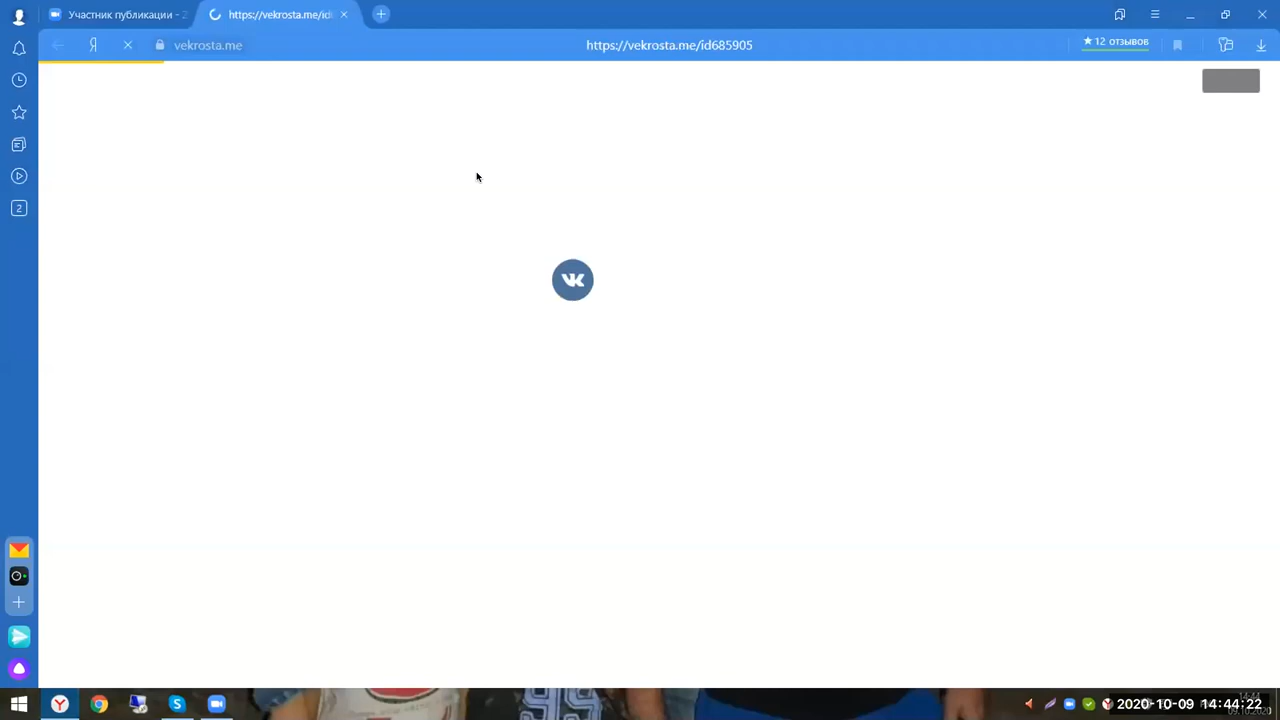 Участник публикации - Z
https://vekrosta.me/id
Я
vekrosta.me
https://vekrosta.me/id685905
★12 отзывов
2
2020-10-09 14:44:22